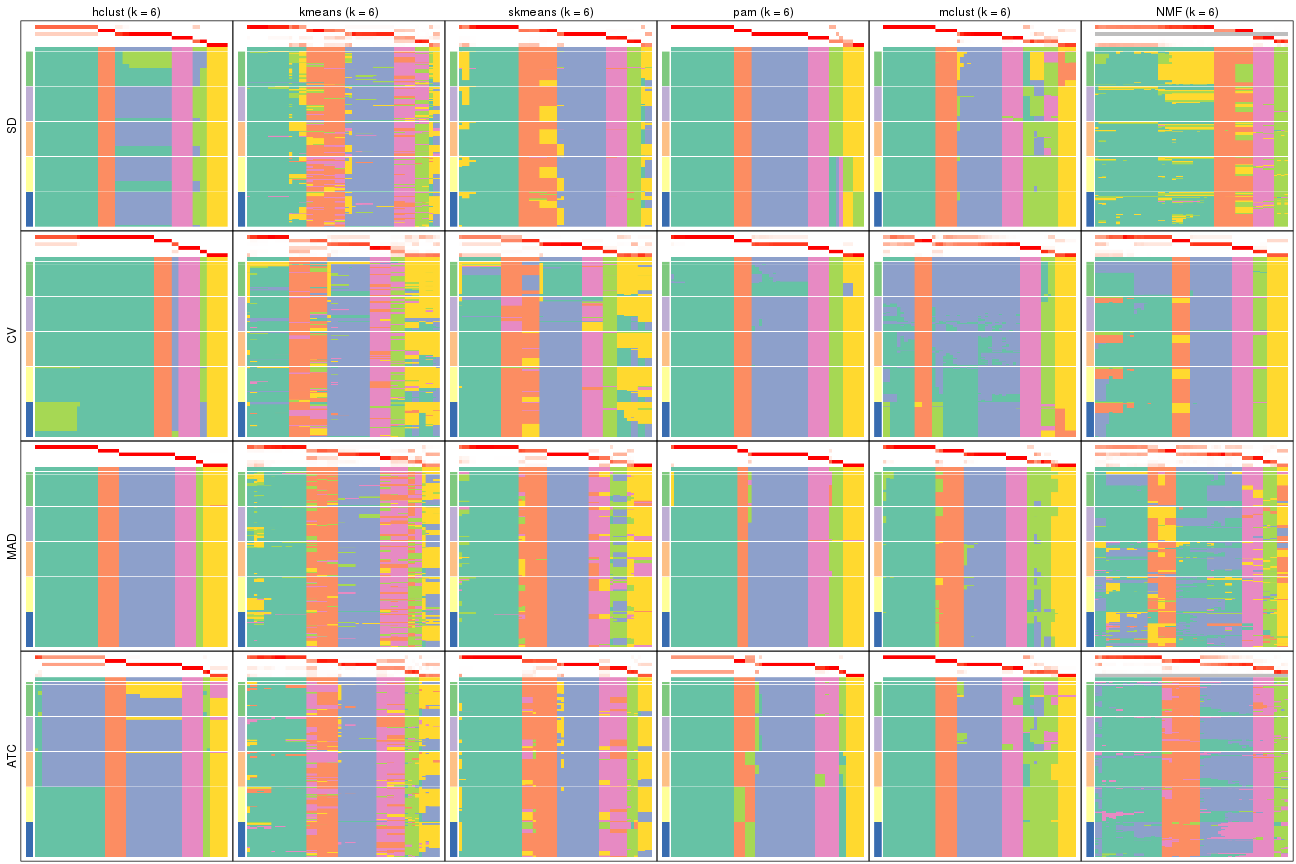 hclust (k = 6) kmeans (k = 6) skmeans (k = 6) pam (k = 6) mclust (k = 6) NMF (k = 6)
SD
CV
MAD
ATC